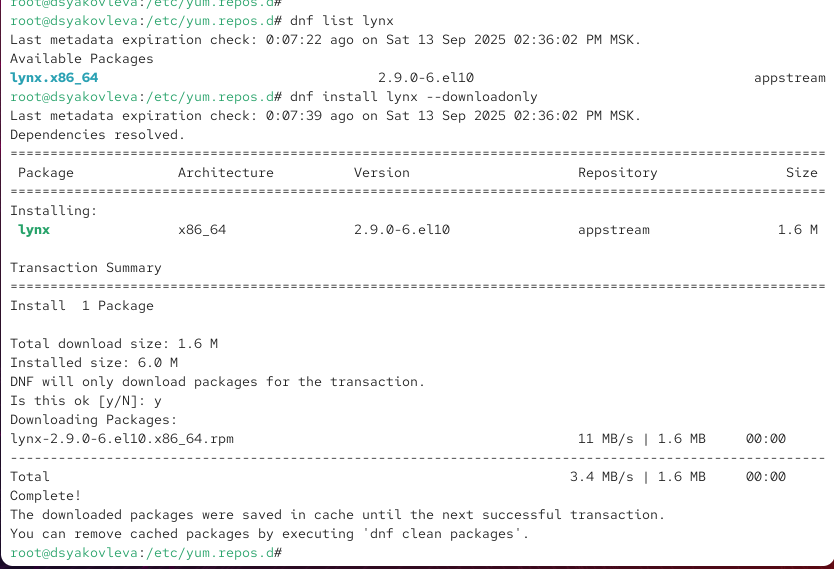 root@dsyakovleva:/etc/yum.repos.d#
root@dsyakovleva:/etc/yum.repos.d# dnf list lynx
Last metadata expiration check: 0:07:22 ago on Sat 13 Sep 2025 02:36:02 PM MSK.
Available Packages
lynx.x86_64 2.9.0-6.el10 appstream
root@dsyakovleva:/etc/yum.repos.d# dnf install lynx --downloadonly
Last metadata expiration check: 0:07:39 ago on Sat 13 Sep 2025 02:36:02 PM MSK.
Dependencies resolved.
======================================================================================================
Package Architecture Version Repository Size
======================================================================================================
Installing:
lynx x86_64 2.9.0-6.el10 appstream 1.6 M
Transaction Summary
======================================================================================================
Install  1 Package
Total download size: 1.6 M
Installed size: 6.0 M
DNF will only download packages for the transaction.
Is this ok [y/N]: y
Downloading Packages:
lynx-2.9.0-6.el10.x86_64.rpm 11 MB/s | 1.6 MB 00:00
------------------------------------------------------------------------------------------------------
Total 3.4 MB/s | 1.6 MB 00:00
Complete!
The downloaded packages were saved in cache until the next successful transaction.
You can remove cached packages by executing 'dnf clean packages'.
root@dsyakovleva:/etc/yum.repos.d#